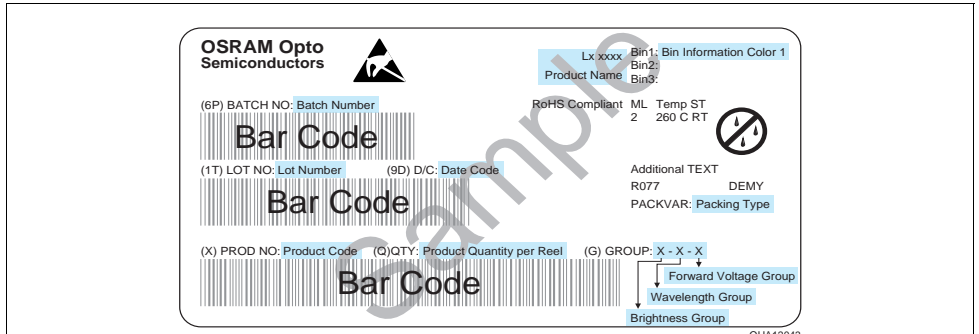 OSRAM Opto
Semiconductors
Lx xxxx
Product Name
Bin1: Bin Information Color 1
Bin2:
Bin3:
(6P) BATCH NO: Batch Number
Bar Code
RoHS Compliant ML Temp ST
2 260 C RT
(1T) LOT NO: Lot Number (9D) D/C: Date Code
Bar Code
Additional TEXT
R077 DEMY
PACKVAR: Packing Type
(X) PROD NO: Product Code (Q)QTY: Product Quantity per Reel (G) GROUP: X - X - X
Bar Code
Forward Voltage Group
Wavelength Group
Brightness Group
Sample